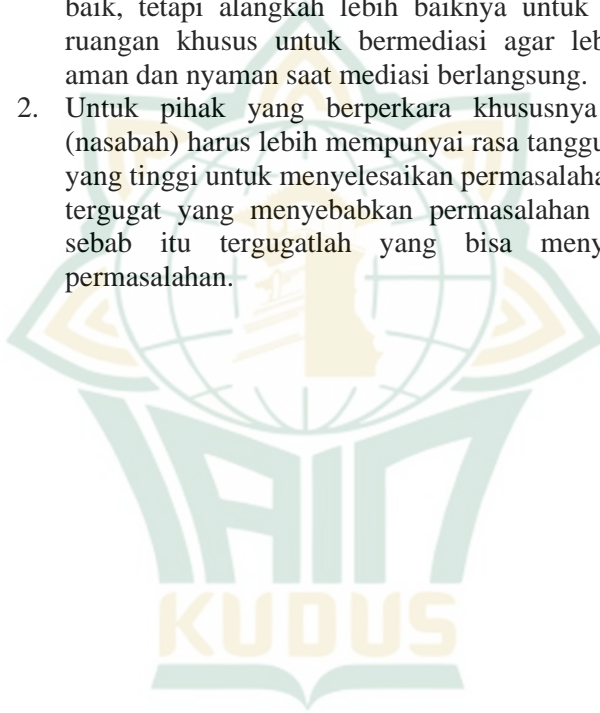 baik, tetapi alangkah lebih baiknya untuk
ruangan khusus untuk bermediasi agar leb
aman dan nyaman saat mediasi berlangsung.
2. Untuk pihak yang berperkara khususnya
(nasabah) harus lebih mempunyai rasa tanggu
yang tinggi untuk menyelesaikan permasalaha
tergugat yang menyebabkan permasalahan
sebab itu tergugatlah yang bisa meny
permasalahan.
IAIN
KUDUS